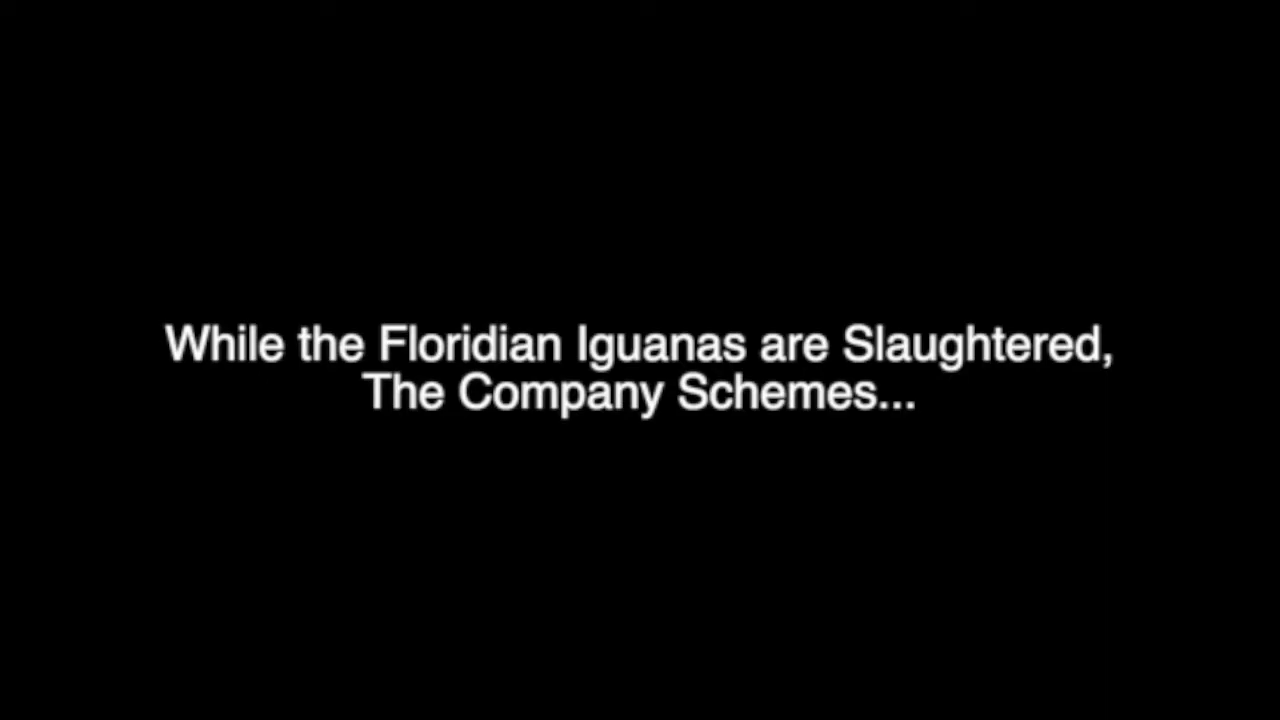 While the Floridian Iguanas are Slaughtered,
The Company Schemes...